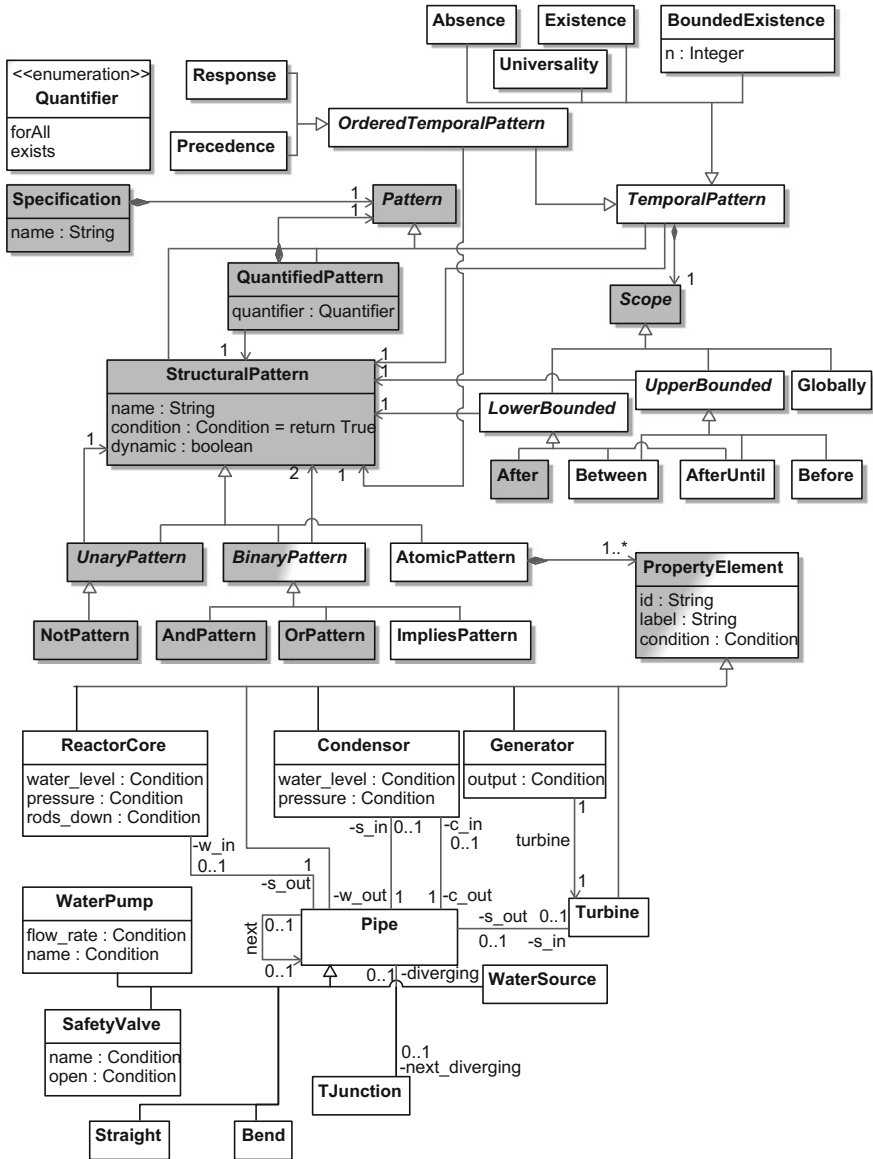 Absence
Existence
BoundedExistence
n : Integer
Universality
<<enumeration>>
Quantifier
forAll
exists
Response
Precedence
OrderedTemporalPattern
Specification
name : String
1
1
Pattern
TemporalPattern
QuantifiedPattern
quantifier : Quantifier
1
Scope
1
1
1
StructuralPattern
name : String
condition : Condition = return True
dynamic : boolean
1
UpperBounded
Globally
LowerBounded
1
2
1
After
Between
AfterUntil
Before
UnaryPattern
BinaryPattern
AtomicPattern
1..*
PropertyElement
id : String
label : String
condition : Condition
NotPattern
AndPattern
OrPattern
ImpliesPattern
ReactorCore
water_level : Condition
pressure : Condition
rods_down : Condition
Condensor
water_level : Condition
pressure : Condition
Generator
output : Condition
-w_in
0..1
1
-s_out
-s_in
0..1
-c_in
0..1
1
turbine
1
-w_out
1
1
-c_out
WaterPump
flow_rate : Condition
name : Condition
next
0..1
0..1
Pipe
-s_out
0..1
0..1
-s_in
Turbine
0..1
-diverging
WaterSource
SafetyValve
name : Condition
open : Condition
0..1
-next_diverging
TJunction
Straight
Bend